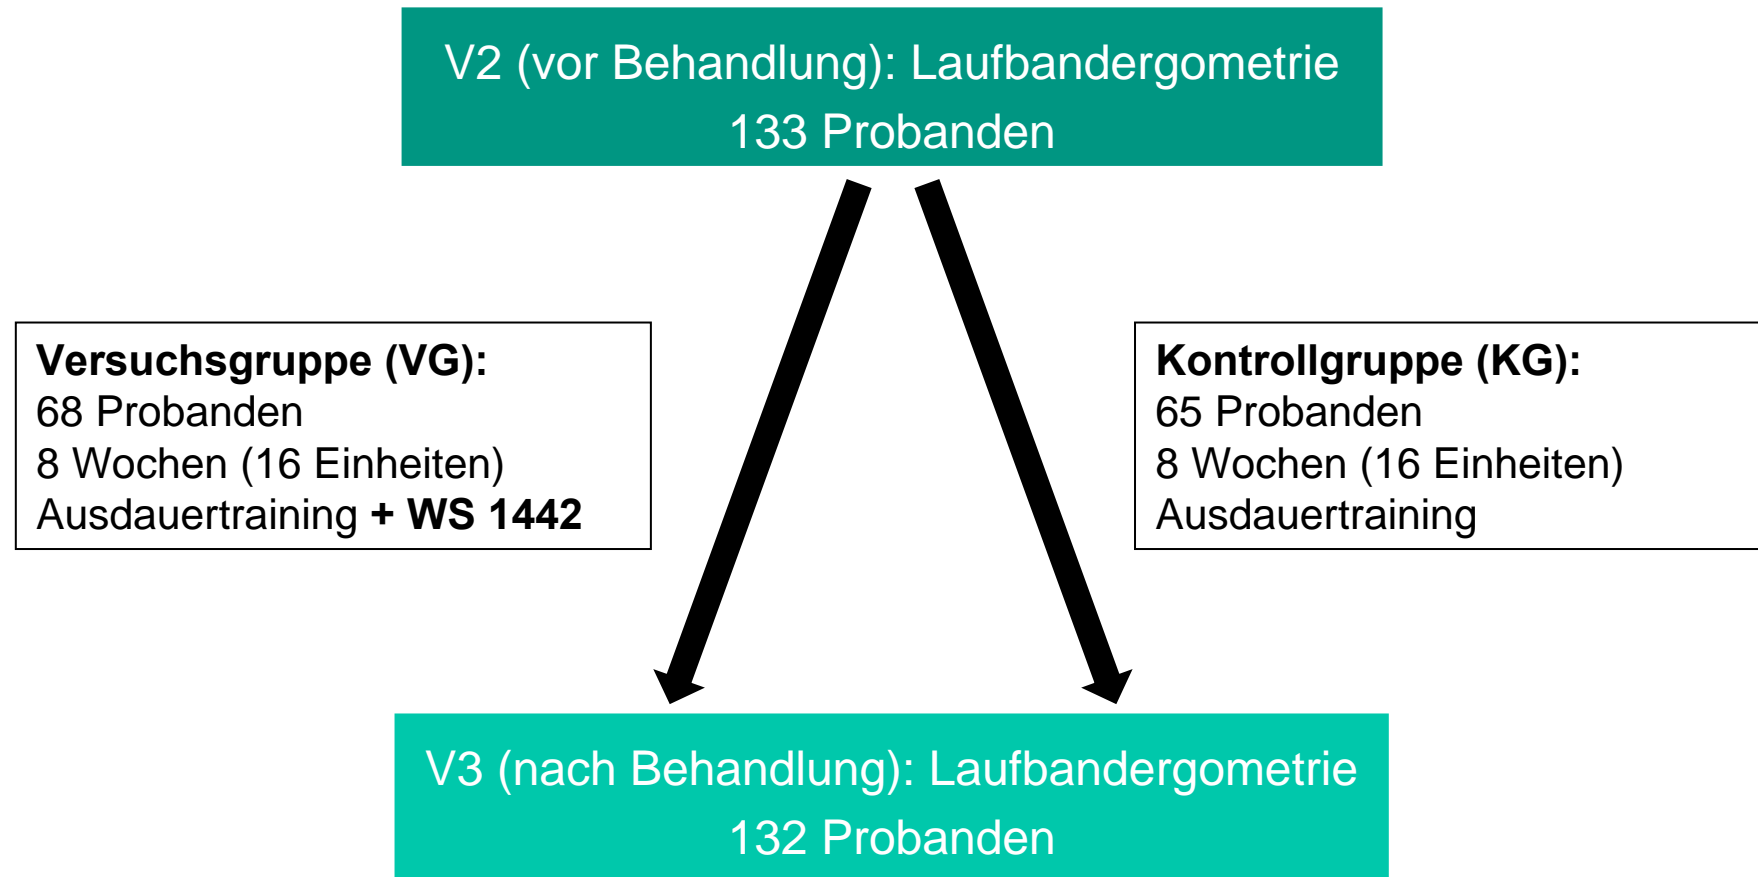 V2 (vor Behandlung): Laufbandergometrie
133 Probanden
Versuchsgruppe (VG):
68 Probanden
8 Wochen (16 Einheiten)
Ausdauertraining + WS 1442
Kontrollgruppe (KG):
65 Probanden
8 Wochen (16 Einheiten)
Ausdauertraining
V3 (nach Behandlung): Laufbandergometrie
132 Probanden